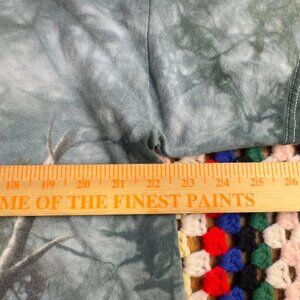 18 19 20 21 22 23 24 25 26
ME OF THE FINEST PAINTS